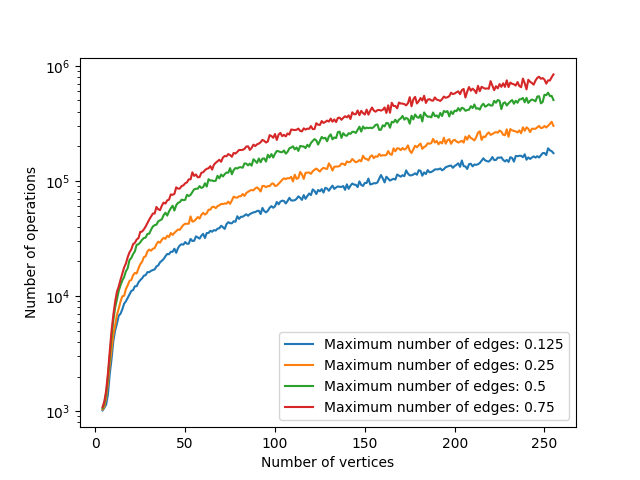 10^6
10^5
10^4
10^3
Number of operations
0 50 100 150 200 250
Number of vertices
Maximum number of edges: 0.125
Maximum number of edges: 0.25
Maximum number of edges: 0.5
Maximum number of edges: 0.75